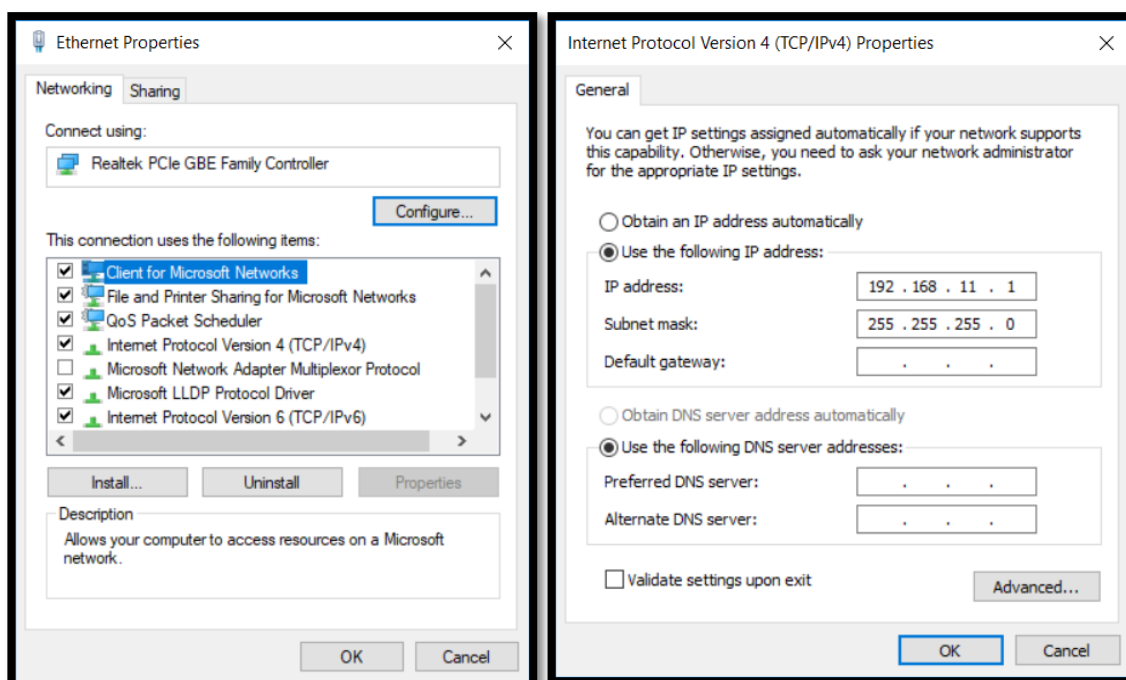 Ethernet Properties
Networking
Sharing
Connect using:
Realtek PCIe GBE Family Controller
Configure...
This connection uses the following items:
Client for Microsoft Networks
File and Printer Sharing for Microsoft Networks
QoS Packet Scheduler
Internet Protocol Version 4 (TCP/IPv4)
Microsoft Network Adapter Multiplexor Protocol
Microsoft LLDP Protocol Driver
Internet Protocol Version 6 (TCP/IPv6)
Install...
Uninstall
Properties
Description
Allows your computer to access resources on a Microsoft
network.
OK
Cancel
Internet Protocol Version 4 (TCP/IPv4) Properties
General
You can get IP settings assigned automatically if your network supports
this capability. Otherwise, you need to ask your network administrator
for the appropriate IP settings.
Obtain an IP address automatically
Use the following IP address:
IP address:
192 . 168 . 11 . 1
Subnet mask:
255 . 255 . 255 . 0
Default gateway:
. . .
Obtain DNS server address automatically
Use the following DNS server addresses:
Preferred DNS server:
. . .
Alternate DNS server:
. . .
Validate settings upon exit
Advanced...
OK
Cancel